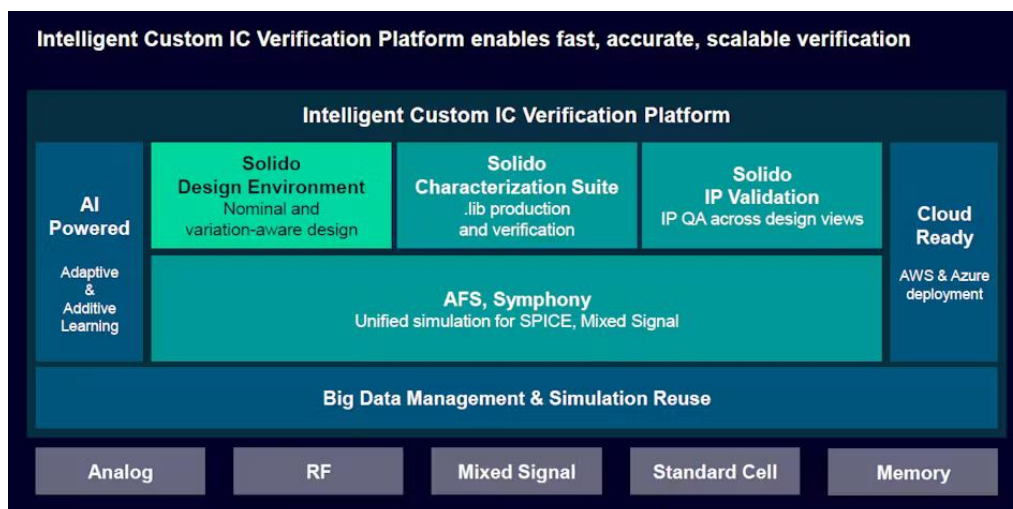 Intelligent Custom IC Verification Platform enables fast, accurate, scalable verification
Intelligent Custom IC Verification Platform
AI
Powered
Adaptive
&
Additive
Learning
Solido
Design Environment
Nominal and
variation-aware design
Solido
Characterization Suite
.lib production
and verification
Solido
IP Validation
IP QA across design views
Cloud
Ready
AWS & Azure
deployment
AFS, Symphony
Unified simulation for SPICE, Mixed Signal
Big Data Management & Simulation Reuse
Analog
RF
Mixed Signal
Standard Cell
Memory